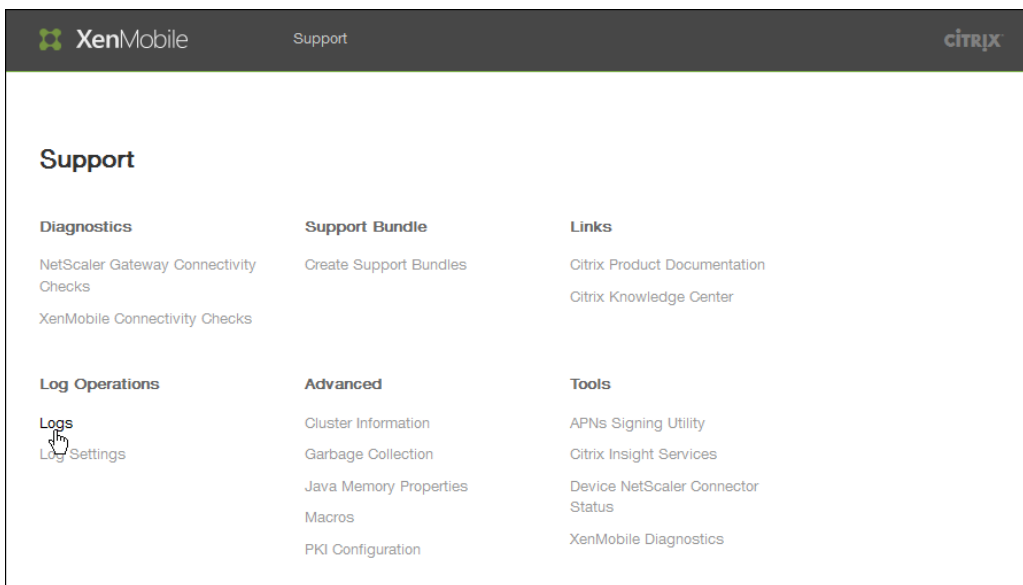 XenMobile
Support
CİTRIX
Support
Diagnostics
NetScaler Gateway Connectivity
Checks
XenMobile Connectivity Checks
Support Bundle
Create Support Bundles
Links
Citrix Product Documentation
Citrix Knowledge Center
Log Operations
Logs
Log Settings
Advanced
Cluster Information
Garbage Collection
Java Memory Properties
Macros
PKI Configuration
Tools
APNs Signing Utility
Citrix Insight Services
Device NetScaler Connector
Status
XenMobile Diagnostics